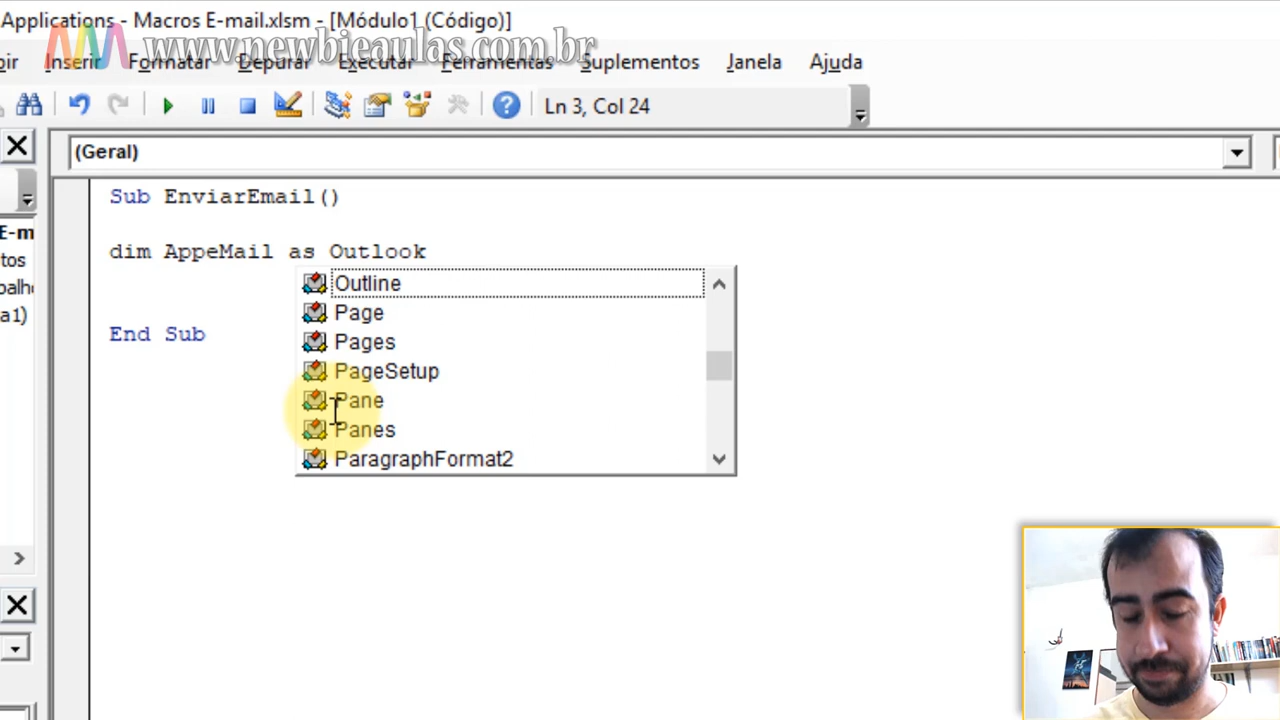 Applications - Macros E-mail.xlsm - [Módulo1 (Código)]
www.newbieaulas.com.br
Inserir Formatar Depurar Executar Ferramentas Suplementos Janela Ajuda
Ln 3, Col 24
(Geral)
Sub EnviarEmail()
dim AppeMail as Outlook
Outline
Page
Pages
PageSetup
Pane
Panes
ParagraphFormat2
End Sub